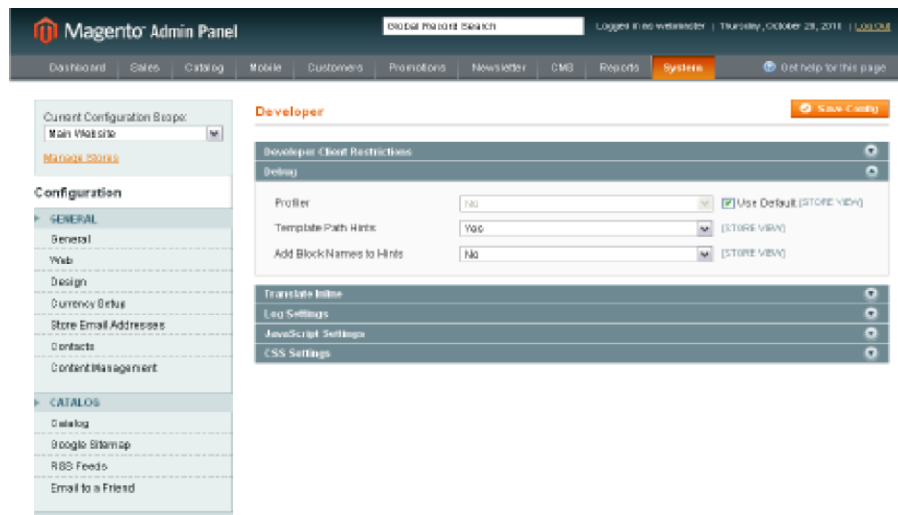 Magento Admin Panel
Global Record Search
Logged in as webmaster | Thursday, October 28, 2010 | Log Out
Dashboard Sales Catalog Mobile Customers Promotions Newsletter CMS Reports System Get help for this page
Current Configuration Scope:
Main Website
Manage Stores
Configuration
GENERAL
General
Web
Design
Currency Setup
Store Email Addresses
Contacts
Content Management
CATALOG
Catalog
Google Sitemap
RSS Feeds
Email to a Friend
Developer
Save Config
Developer Client Restrictions
Debug
Profiler No Use Default [STORE VIEW]
Template Path Hints Yes [STORE VIEW]
Add Block Names to Hints No [STORE VIEW]
Translate Inline
Log Settings
JavaScript Settings
CSS Settings